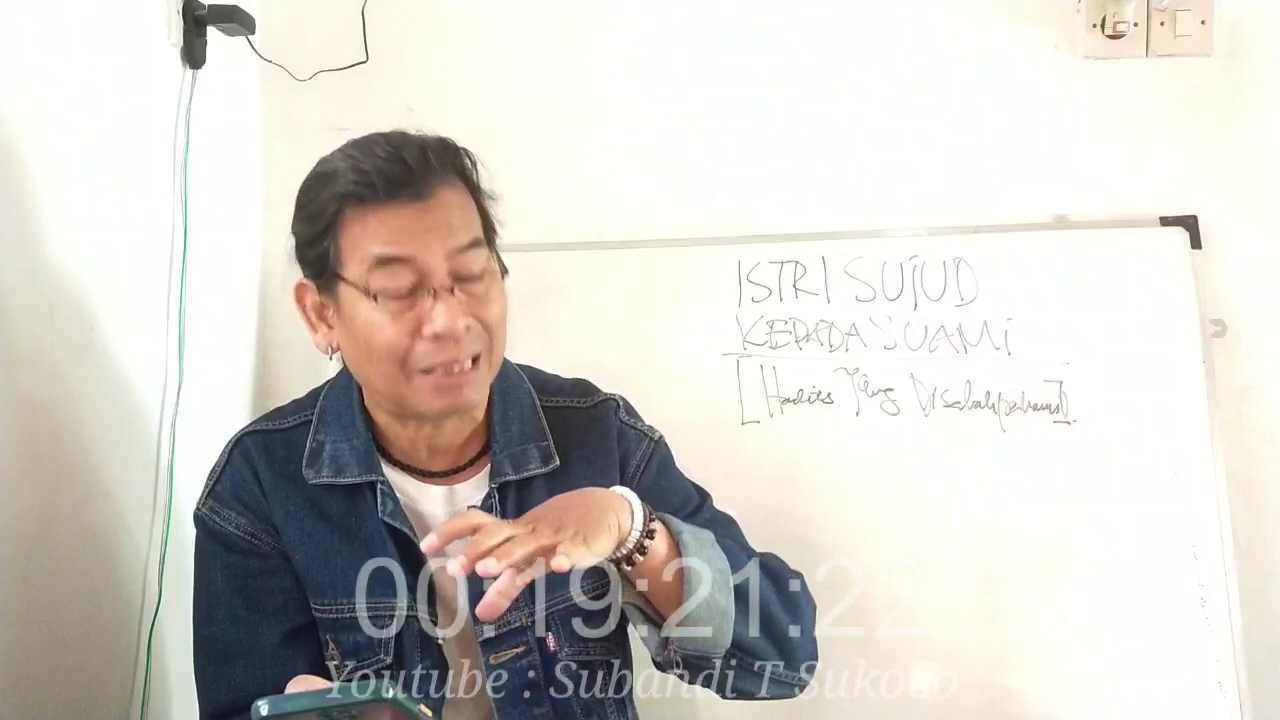 ISTRI SUJUD
KEPADA SUAMI
[Hadits Yang Disalahpahami].
00:19:21:22
Youtube : Subandi T Sukoco